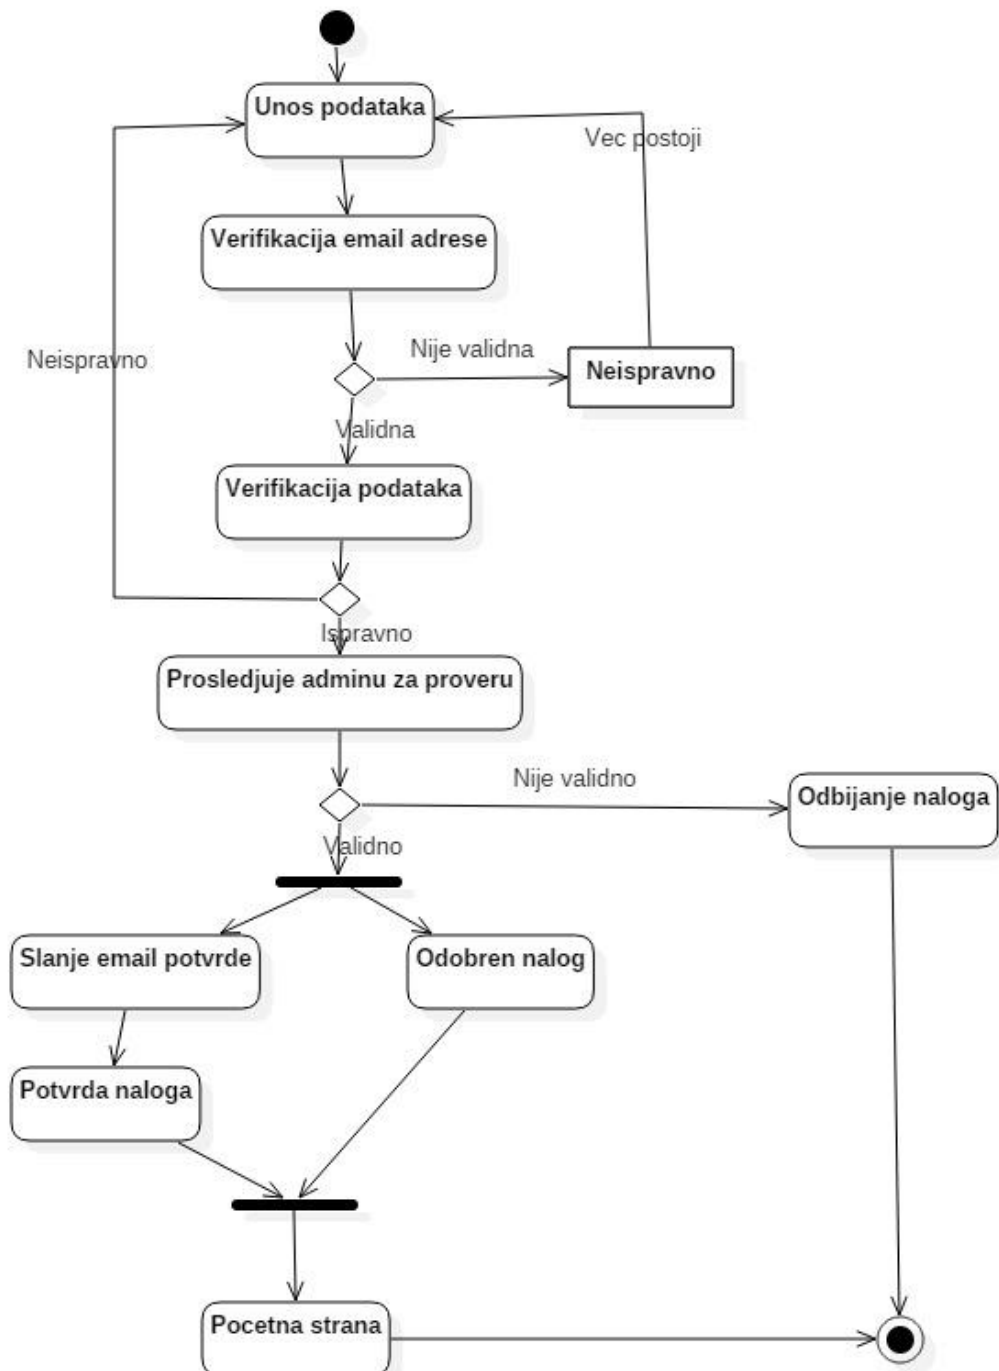 Unos podataka
Vec postoji
Verifikacija email adrese
Neispravno
Nije validna
Neispravno
Validna
Verifikacija podataka
Ispravno
Prosledjuje adminu za proveru
Nije validno
Odbijanje naloga
Validno
Slanje email potvrde
Odobren nalog
Potvrda naloga
Pocetna strana